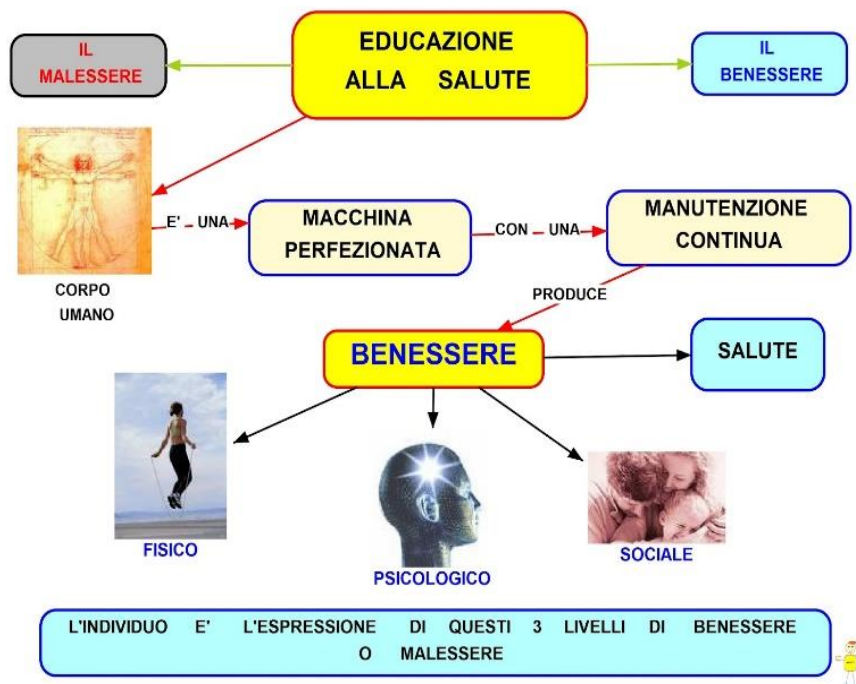 EDUCAZIONE
ALLA SALUTE
IL
MALESSERE
IL
BENESSERE
CORPO
UMANO
E' UNA
MACCHINA
PERFEZIONATA
CON UNA
MANUTENZIONE
CONTINUA
PRODUCE
BENESSERE
SALUTE
FISICO
PSICOLOGICO
SOCIALE
L'INDIVIDUO E' L'ESPRESSIONE DI QUESTI 3 LIVELLI DI BENESSERE
O MALESSERE